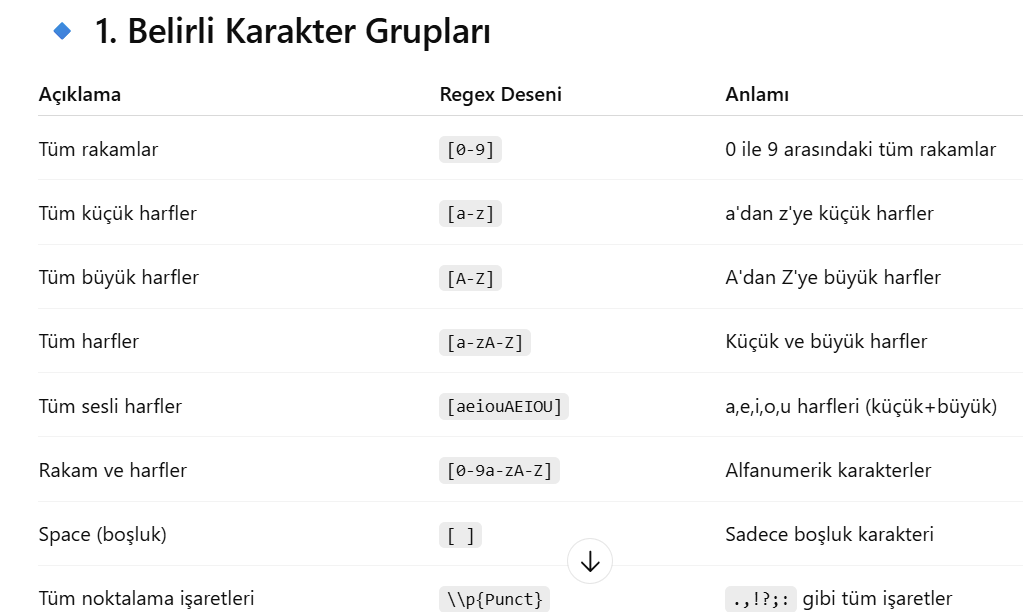 1. Belirli Karakter Grupları
Açıklama Regex Deseni Anlamı
Tüm rakamlar [0-9] 0 ile 9 arasındaki tüm rakamlar
Tüm küçük harfler [a-z] a'dan z'ye küçük harfler
Tüm büyük harfler [A-Z] A'dan Z'ye büyük harfler
Tüm harfler [a-zA-Z] Küçük ve büyük harfler
Tüm sesli harfler [aeiouAEIOU] a,e,i,o,u harfleri (küçük+büyük)
Rakam ve harfler [0-9a-zA-Z] Alfanumerik karakterler
Space (boşluk) [ ] Sadece boşluk karakteri
Tüm noktalama işaretleri \\p{Punct} .,!?;: gibi tüm işaretler